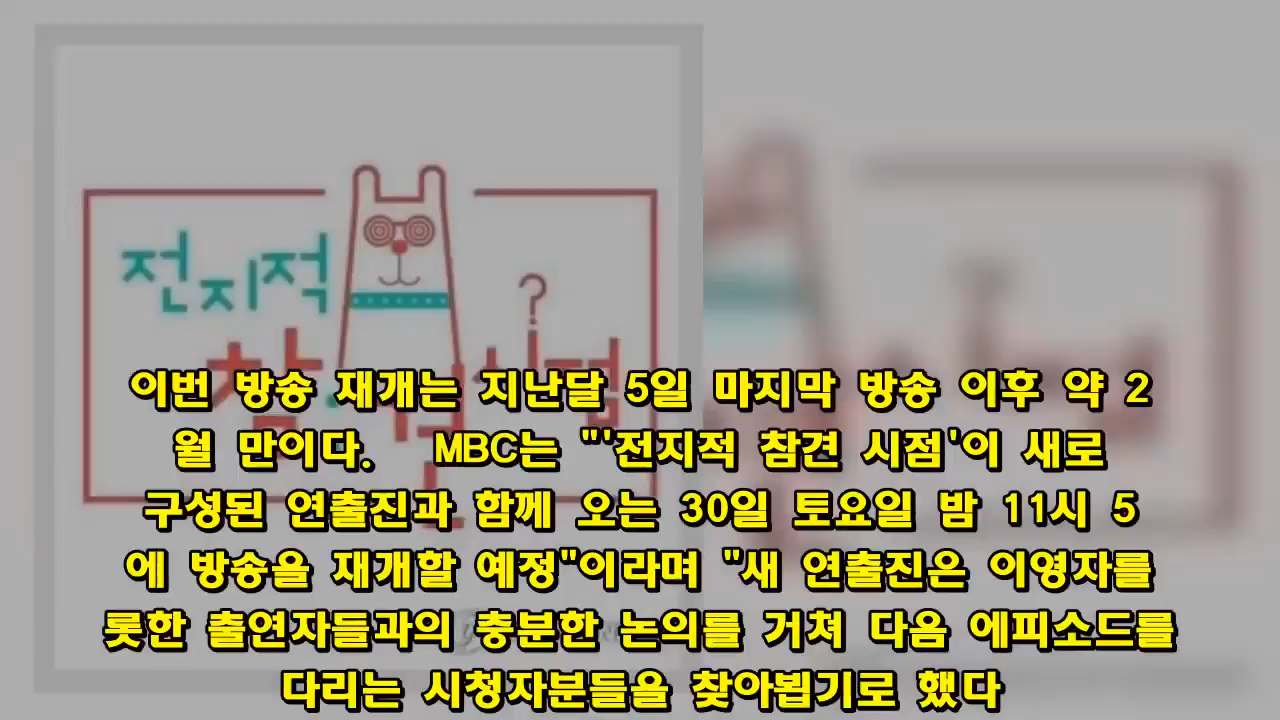 전지적
?
이번 방송 재개는 지난달 5일 마지막 방송 이후 약 2
월 만이다. MBC는 "'전지적 참견 시점'이 새로
구성된 연출진과 함께 오는 30일 토요일 밤 11시 5
에 방송을 재개할 예정"이라며 "새 연출진은 이영자를
롯한 출연자들과의 충분한 논의를 거쳐 다음 에피소드를
다리는 시청자분들을 찾아뵙기로 했다